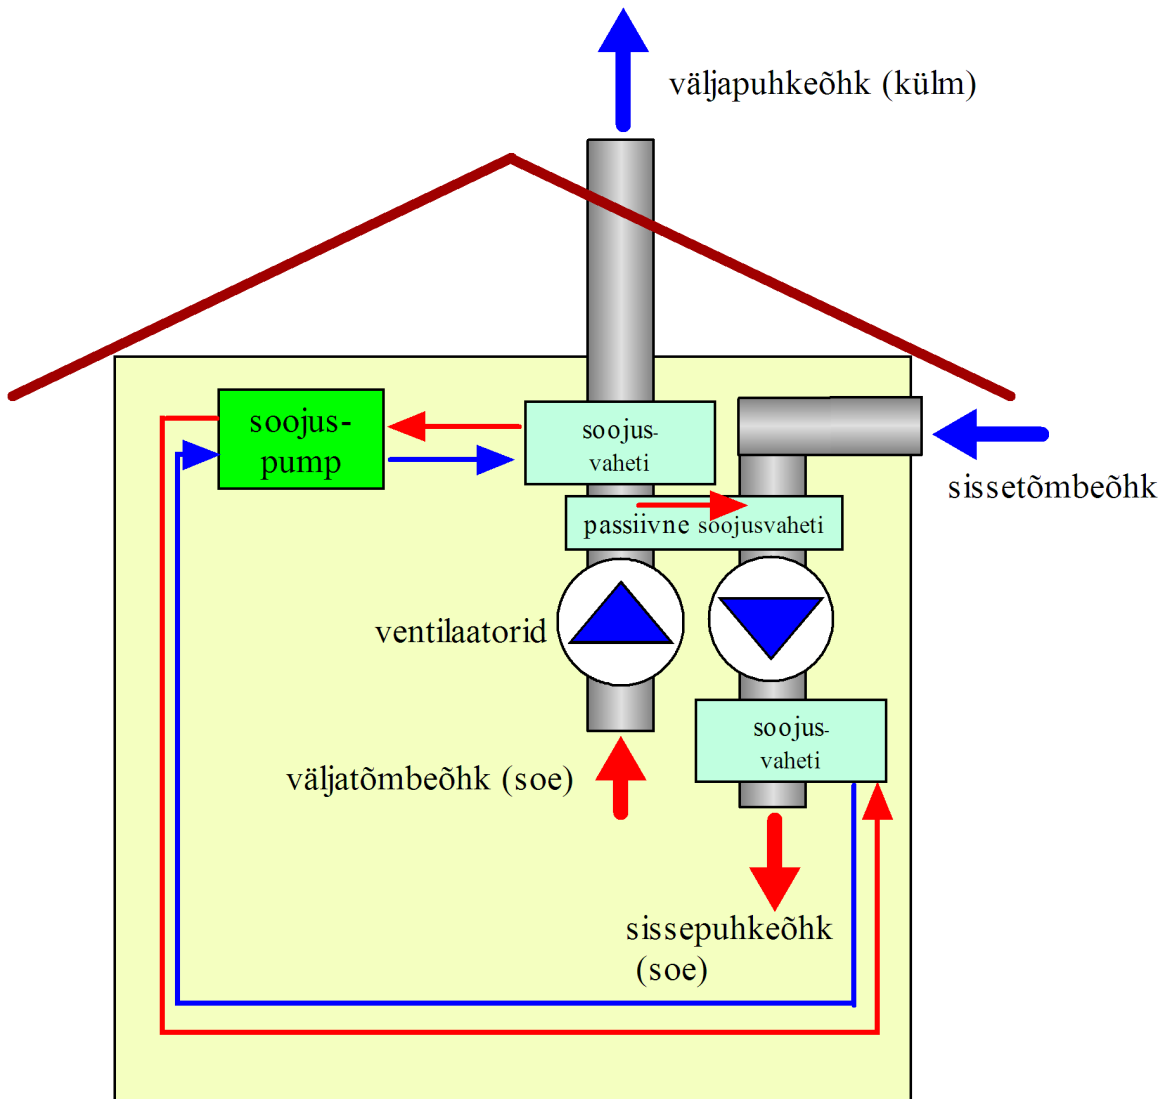 väljapuhkeõhk (külm)
soojus-
pump
soojus-
vaheti
sissetõmbeõhk
passiivne soojusvaheti
ventilaatorid
soojus-
vaheti
väljatõmbeõhk (soe)
sissepuhkeõhk
(soe)